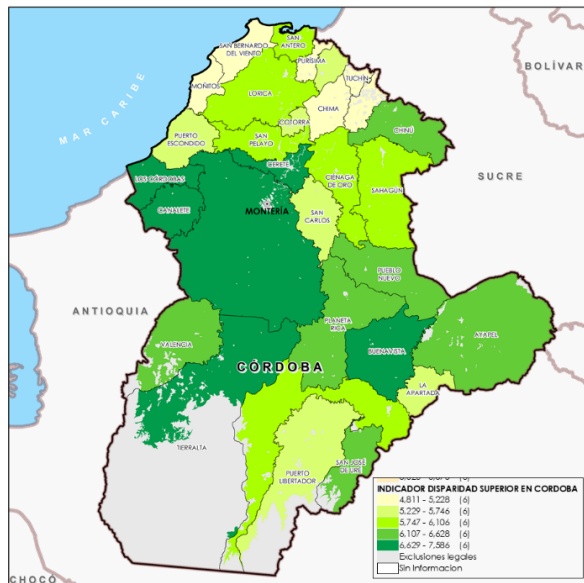 SAN
ANTERO
SAN BERNARDO
DEL VIENTO
PURÍSIMA
BOLÍVAR
MOÑITOS
TUCHÍN
LORICA
MAR CARIBE
CHIMA
COTORRA
CHINÚ
PUERTO
ESCONDIDO
SAN
PELAYO
CERETÉ
CIÉNAGA
DE ORO
SAHAGÚN
SUCRE
LOS CÓRDOBAS
CANALETE
MONTERÍA
SAN
CARLOS
PUEBLO
NUEVO
ANTIOQUIA
PLANETA
RICA
AYAPEL
VALENCIA
BUENAVISTA
CÓRDOBA
LA
APARTADA
TIERRALTA
PUERTO
LIBERTADOR
SAN JOSÉ
DE URÉ
INDICADOR DISPARIDAD SUPERIOR EN CORDOBA
4,811 - 5,228 (6)
5,229 - 5,746 (6)
5,747 - 6,106 (6)
6,107 - 6,628 (6)
6,629 - 7,586 (6)
Exclusiones legales
Sin Informacion
CHOCÓ